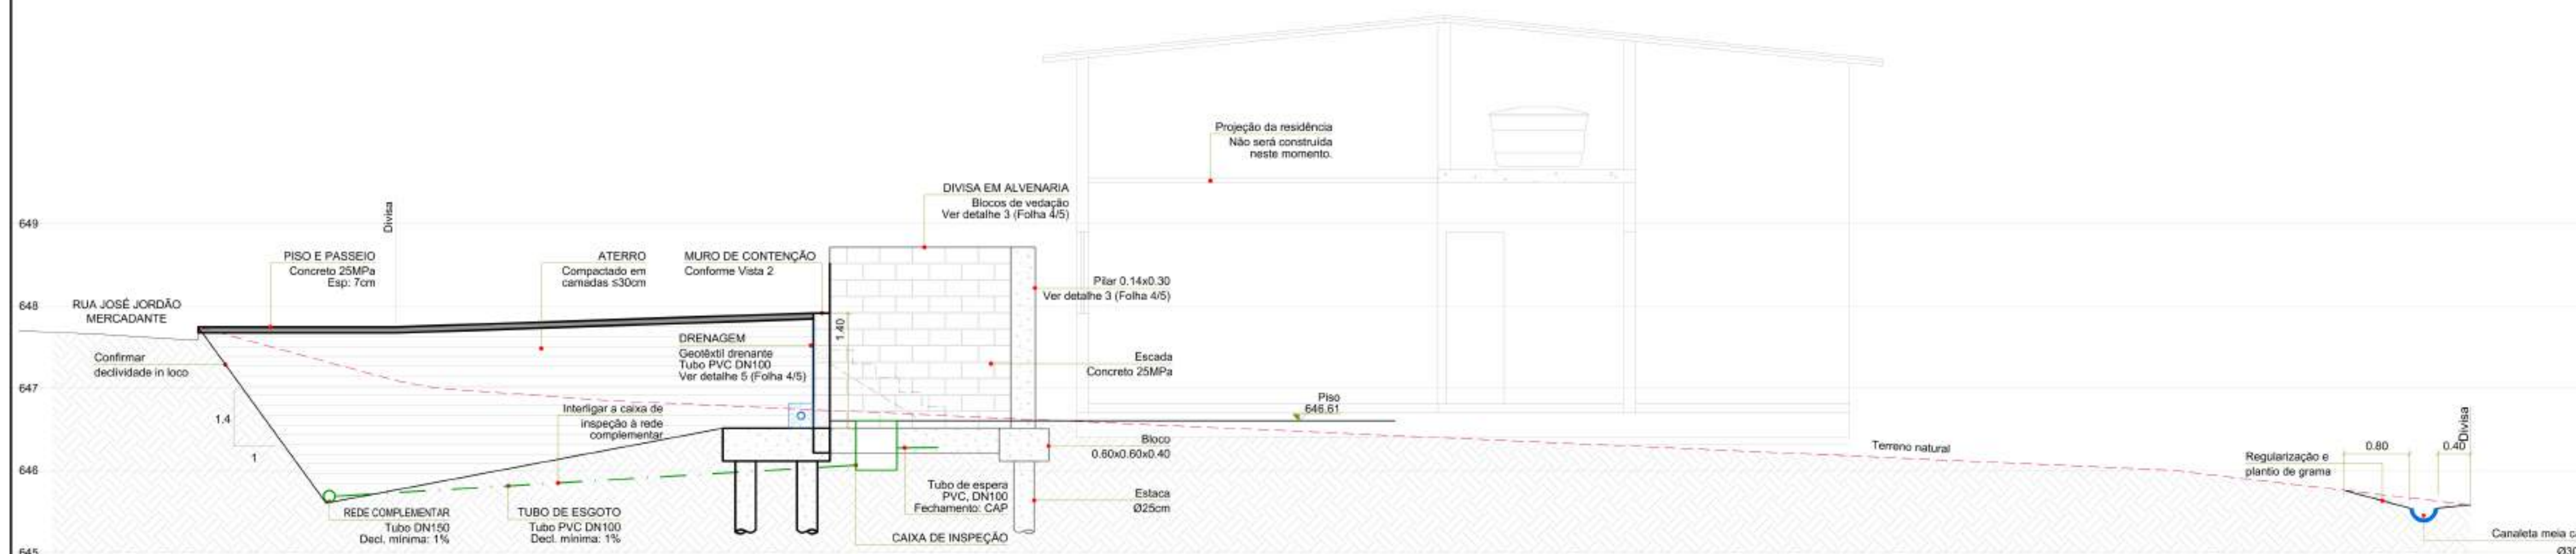 Projeção da residência
Não será construída
neste momento.
DIVISA EM ALVENARIA
Blocos de vedação
Ver detalhe 3 (Folha 4/5)
649
Divisa
PISO E PASSEIO
Concreto 25MPa
Esp: 7cm
ATERRO
Compactado em
camadas ≤30cm
MURO DE CONTENÇÃO
Conforme Vista 2
Pilar 0.14x0.30
Ver detalhe 3 (Folha 4/5)
648
RUA JOSÉ JORDÃO
MERCADANTE
1.40
DRENAGEM
Geotêxtil drenante
Tubo PVC DN100
Ver detalhe 5 (Folha 4/5)
Confirmar
declividade in loco
Escada
Concreto 25MPa
647
1.4
1
Interligar a caixa de
inspeção à rede
complementar
Piso
646.61
Bloco
0.60x0.60x0.40
Terreno natural
0.80
0.40
Divisa
646
Regularização e
plantio de grama
Tubo de espera
PVC, DN100
Fechamento: CAP
Estaca
Ø25cm
REDE COMPLEMENTAR
Tubo DN150
Decl. mínima: 1%
TUBO DE ESGOTO
Tubo PVC DN100
Decl. mínima: 1%
CAIXA DE INSPEÇÃO
Canaleta meia
645